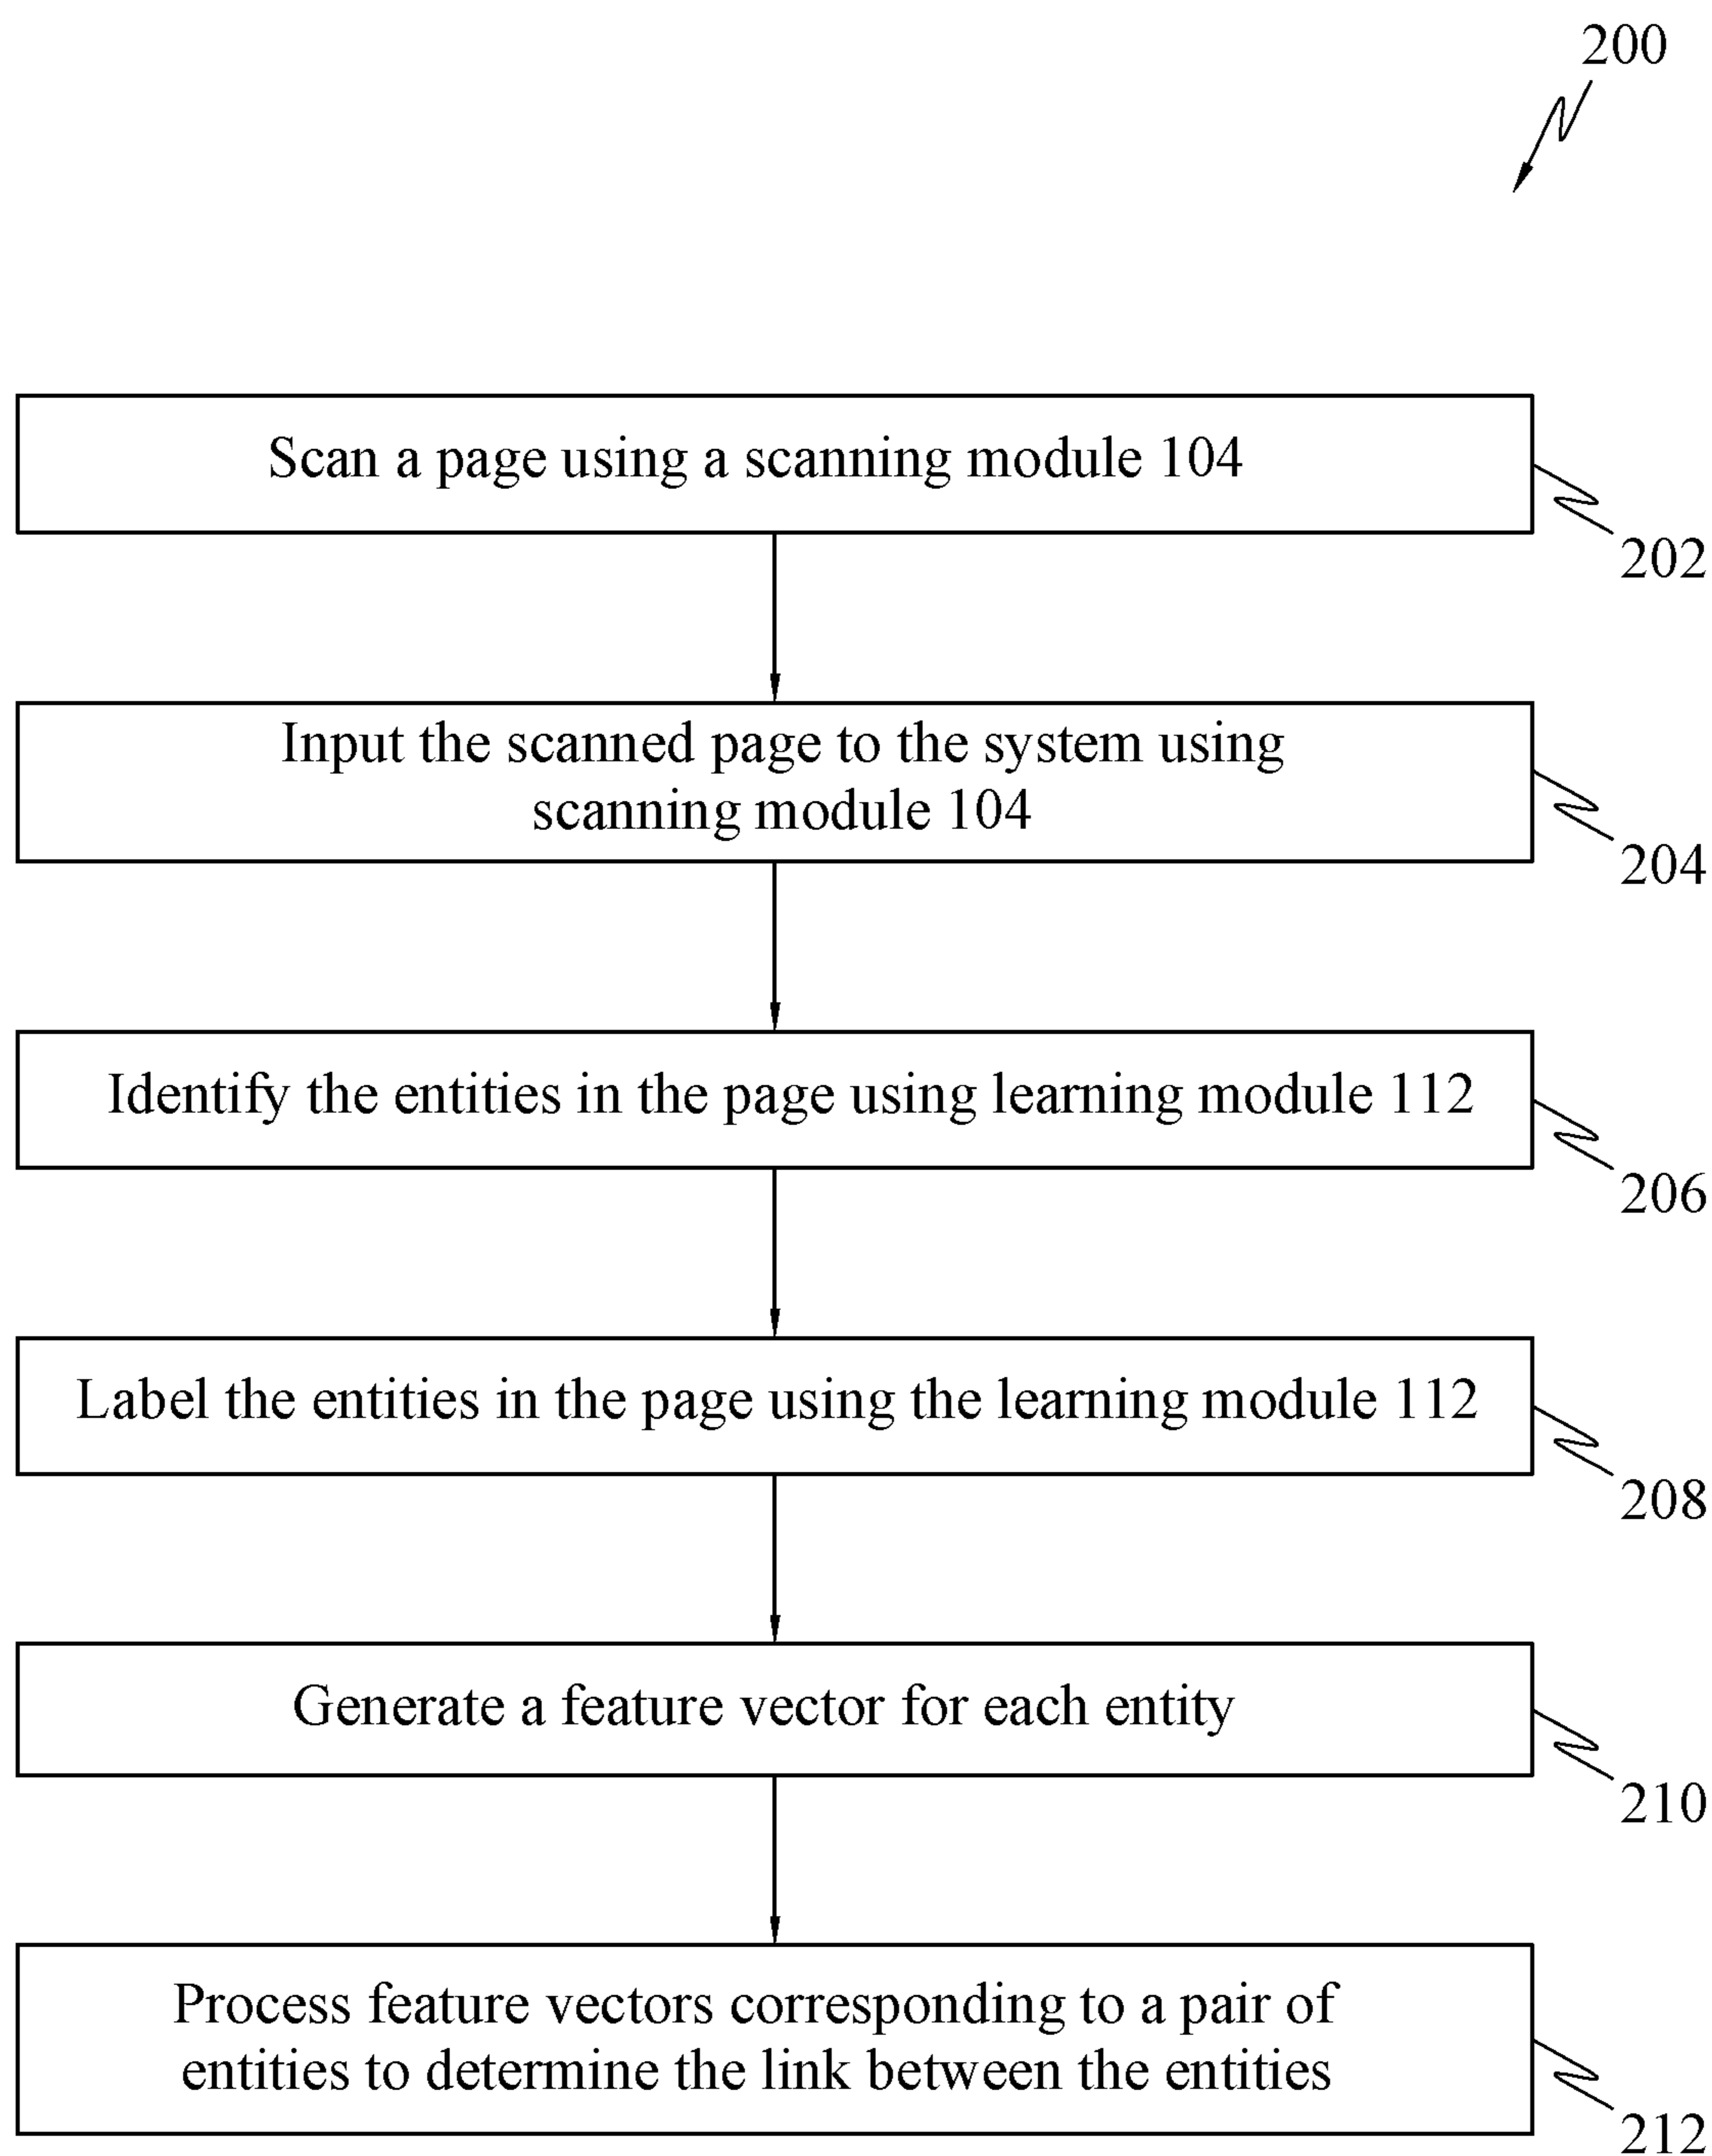 200
Scan a page using a scanning module 104
202
Input the scanned page to the system using
scanning module 104
204
Identify the entities in the page using learning module 112
206
Label the entities in the page using the learning module 112
208
Generate a feature vector for each entity
210
Process feature vectors corresponding to a pair of
entities to determine the link between the entities
212